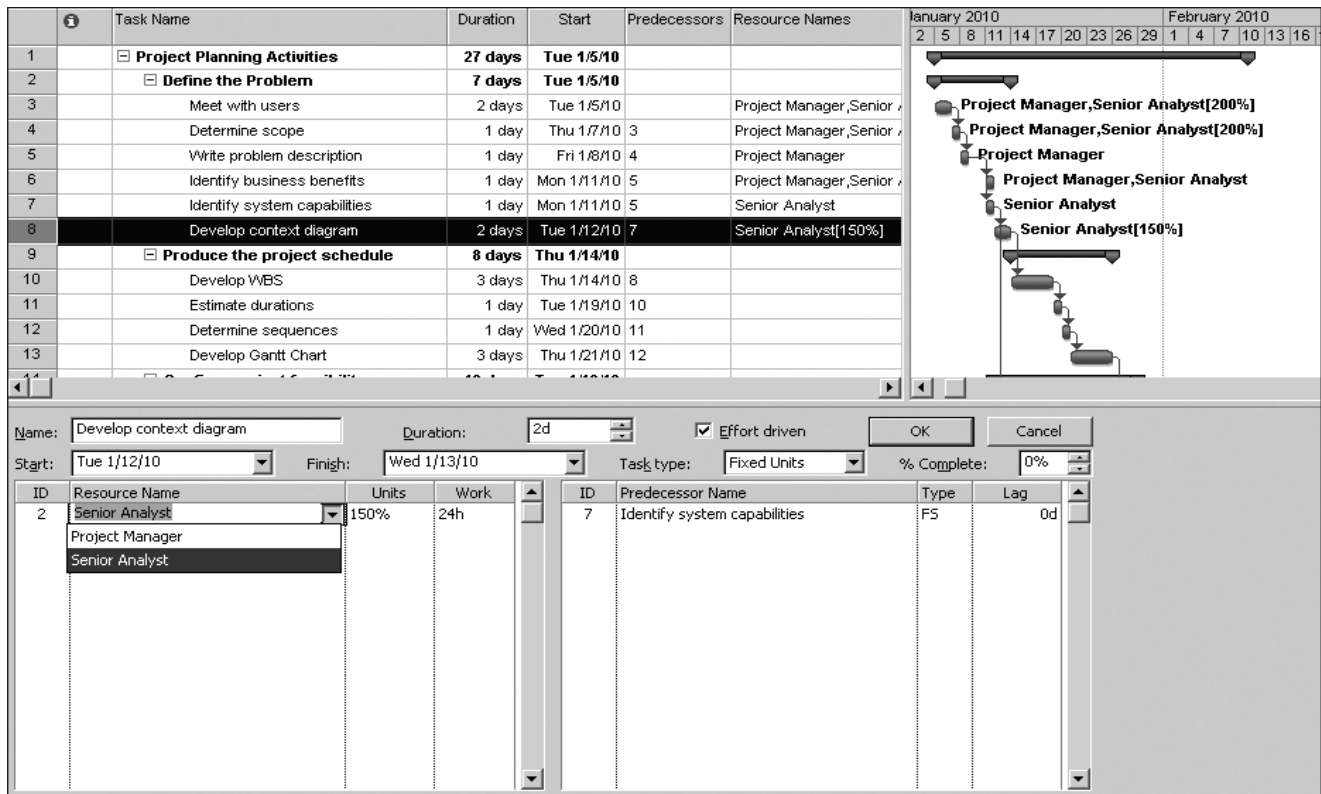 Task Name Duration Start Predecessors Resource Names
January 2010 February 2010
2 5 8 11 14 17 20 23 26 29 1 4 7 10 13 16
1 Project Planning Activities 27 days Tue 1/5/10
2 Define the Problem 7 days Tue 1/5/10
3 Meet with users 2 days Tue 1/5/10 Project Manager,Senior Project Manager,Senior Analyst[200%]
4 Determine scope 1 day Thu 1/7/10 3 Project Manager,Senior Project Manager,Senior Analyst[200%]
5 Write problem description 1 day Fri 1/8/10 4 Project Manager Project Manager
6 Identify business benefits 1 day Mon 1/11/10 5 Project Manager,Senior Project Manager,Senior Analyst
7 Identify system capabilities 1 day Mon 1/11/10 5 Senior Analyst Senior Analyst
8 Develop context diagram 2 days Tue 1/12/10 7 Senior Analyst[150%] Senior Analyst[150%]
9 Produce the project schedule 8 days Thu 1/14/10
10 Develop WBS 3 days Thu 1/14/10 8
11 Estimate durations 1 day Tue 1/19/10 10
12 Determine sequences 1 day Wed 1/20/10 11
13 Develop Gantt Chart 3 days Thu 1/21/10 12
Name: Develop context diagram Duration: 2d Effort driven OK Cancel
Start: Tue 1/12/10 Finish: Wed 1/13/10 Task type: Fixed Units % Complete: 0%
ID Resource Name Units Work ID Predecessor Name Type Lag
2 Senior Analyst 150% 24h 7 Identify system capabilities FS 0d
Project Manager
Senior Analyst